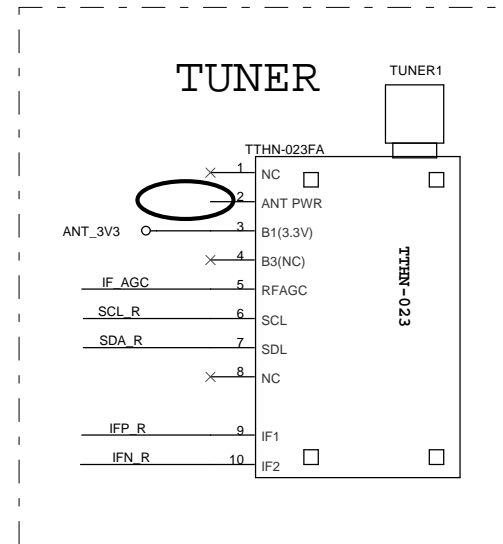 TUNER
TUNER1
TTHN-023FA
1 NC
2 ANT PWR
ANT_3V3 3 B1(3.3V)
4 B3(NC)
IF_AGC 5 RFAGC
SCL_R 6 SCL
SDA_R 7 SDL
8 NC
IFP_R 9 IF1
IFN_R 10 IF2
TTHN-023